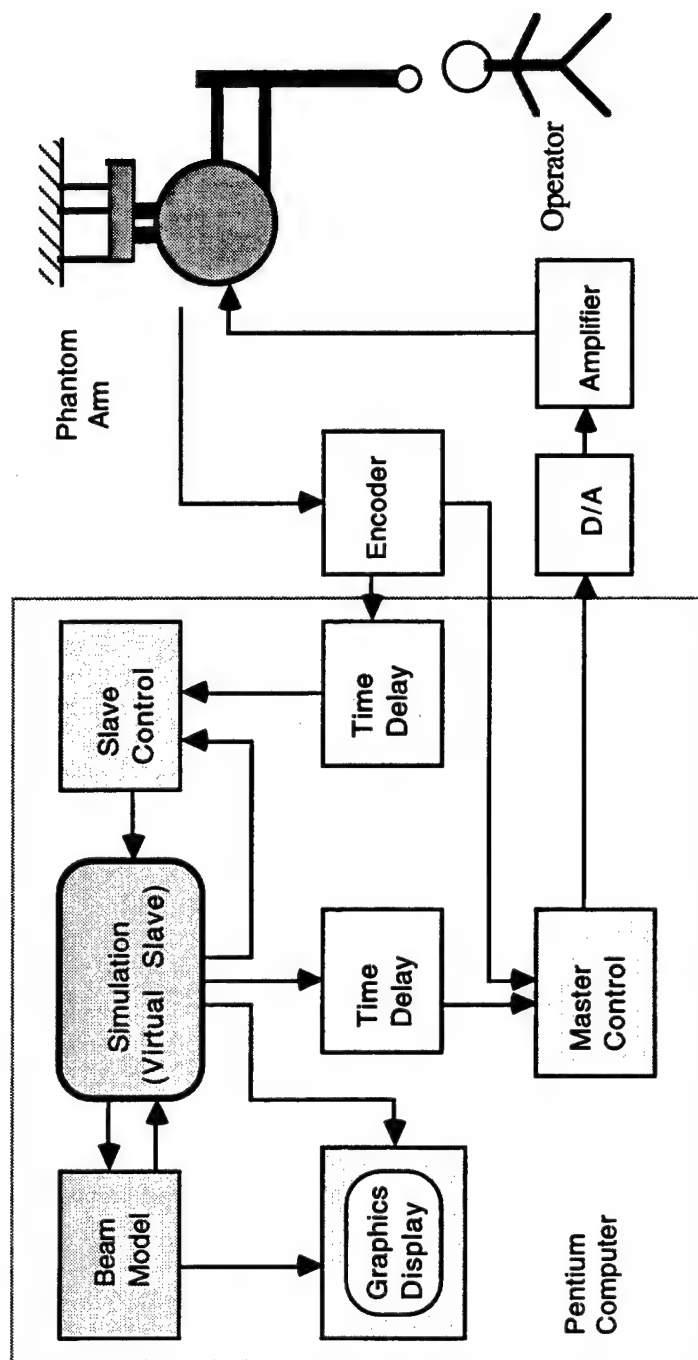 Beam
Model
Simulation
(Virtual Slave)
Slave
Control
Phantom
Arm
Graphics
Display
Time
Delay
Time
Delay
Encoder
Pentium
Computer
Master
Control
D/A
Amplifier
Operator